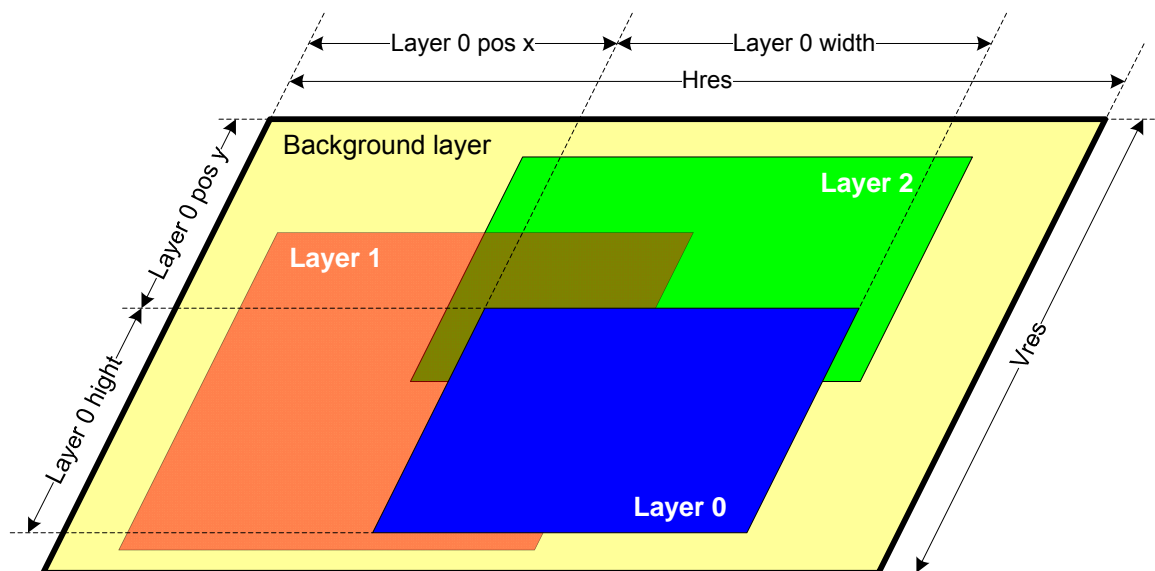 Layer 0 pos x
Layer 0 width
Hres
Background layer
Layer 0 pos y
Layer 2
Layer 1
Vres
Layer 0 hight
Layer 0